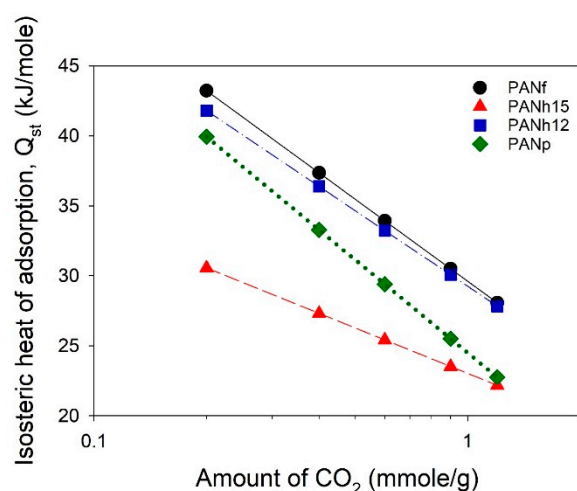 Isosteric heat of adsorption, Qst (kJ/mole)
45
40
35
30
25
20
PANf
PANh15
PANh12
PANp
0.1
1
Amount of CO2 (mmole/g)